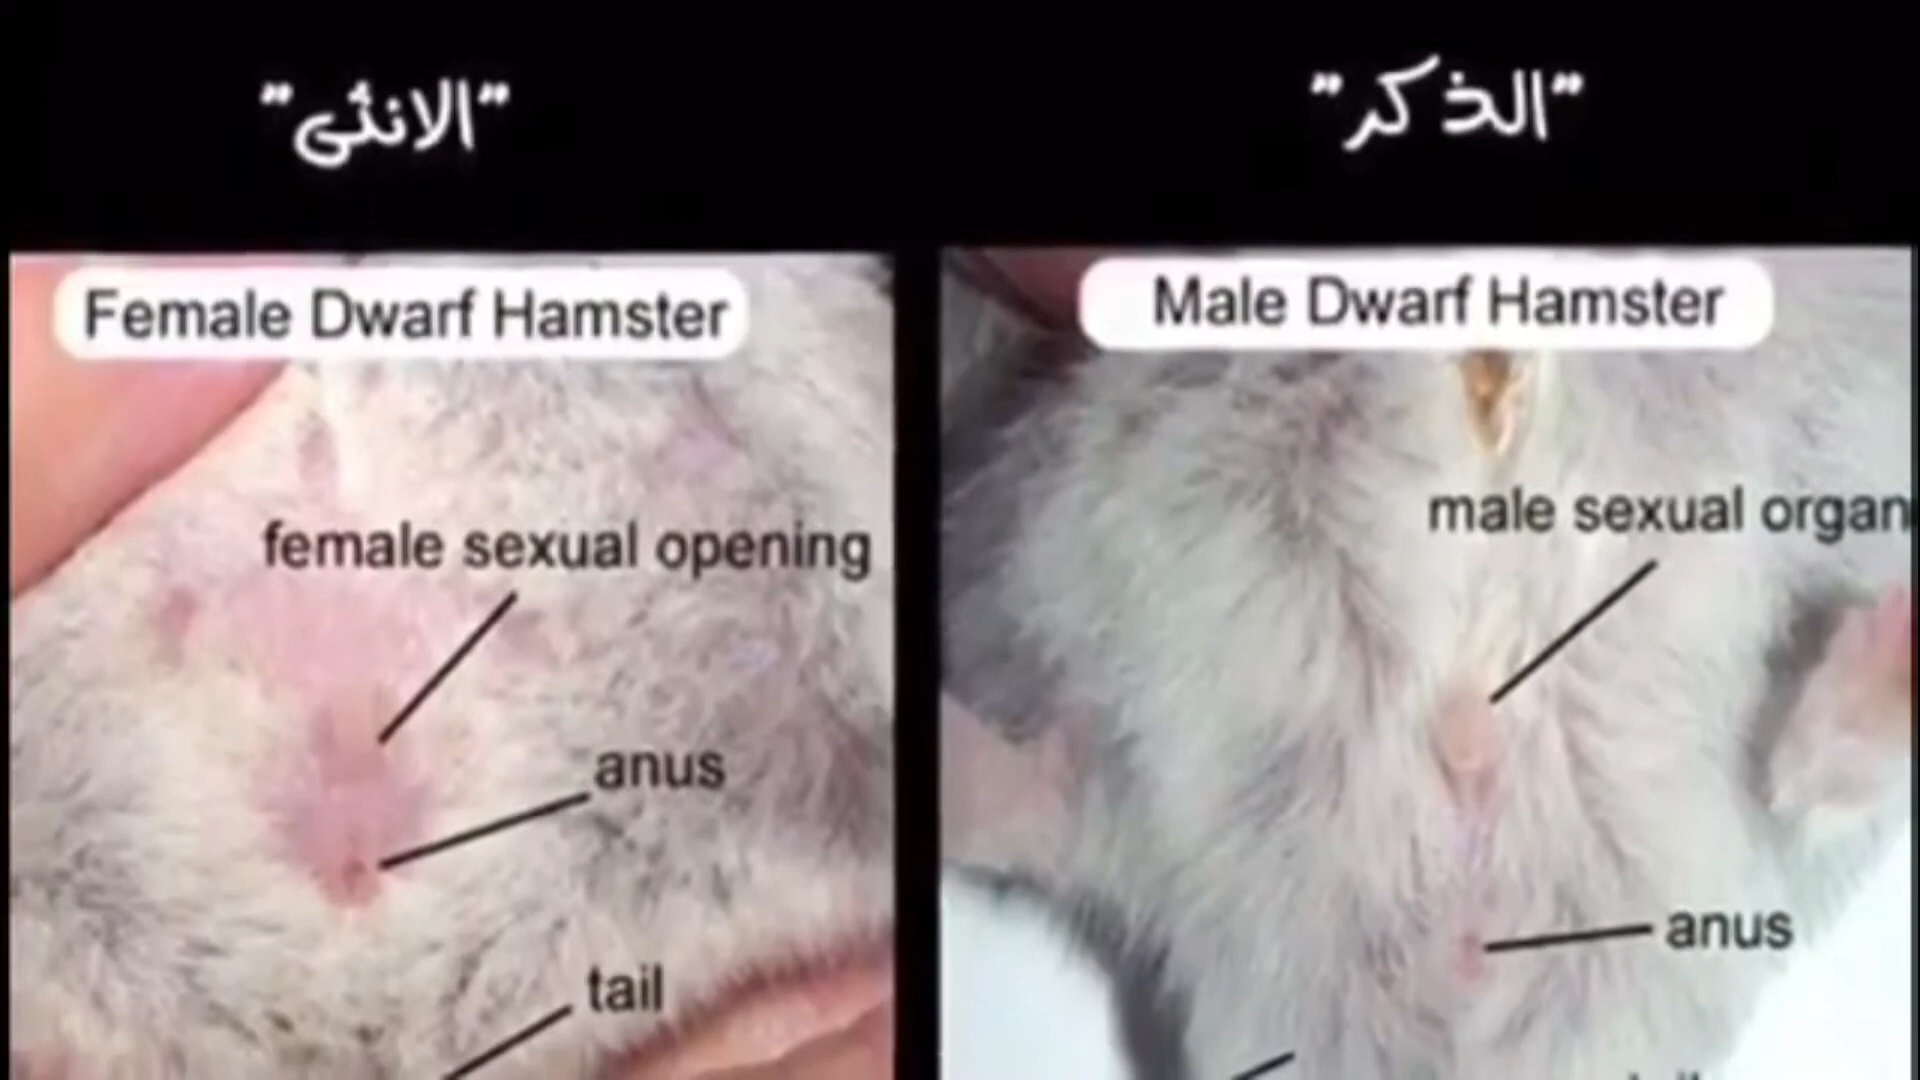 "الانثى"
"الذكر"
Female Dwarf Hamster
female sexual opening
anus
tail
Male Dwarf Hamster
male sexual organ
anus